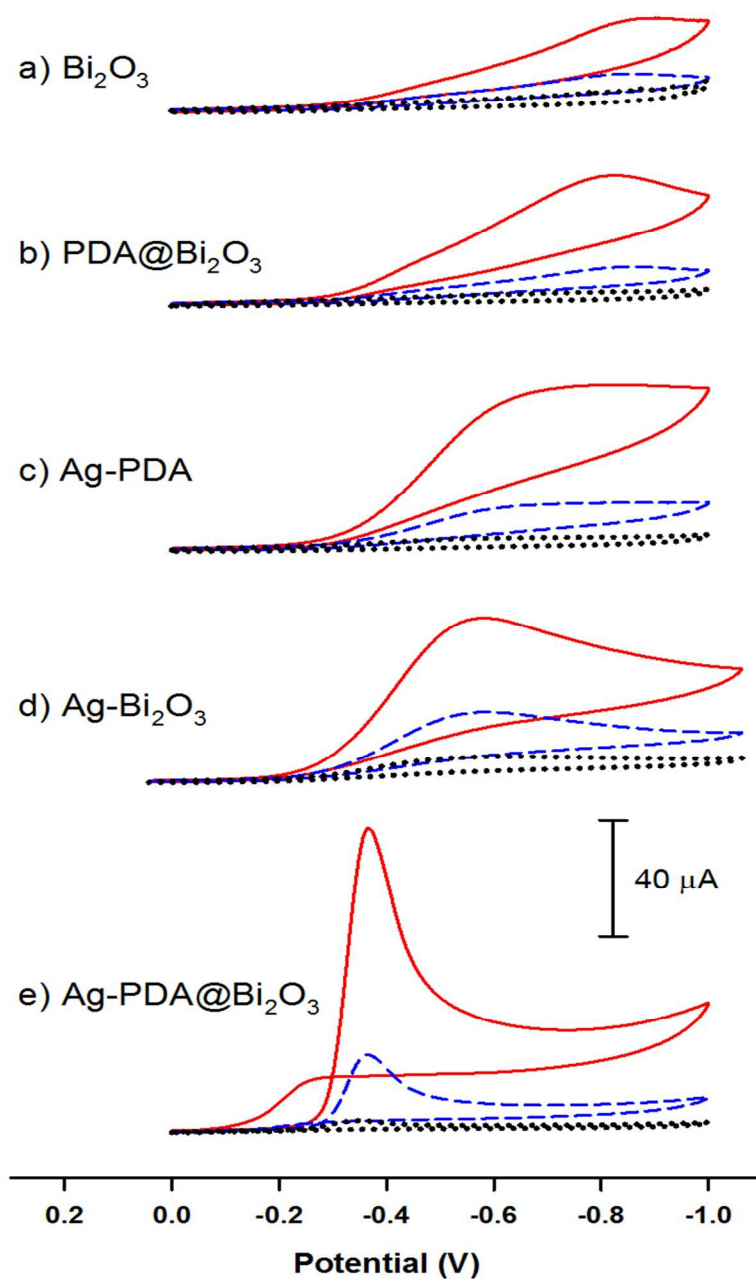 a) Bi₂O₃
b) PDA@Bi₂O₃
c) Ag-PDA
d) Ag-Bi₂O₃
40 μA
e) Ag-PDA@Bi₂O₃
0.2 0.0 -0.2 -0.4 -0.6 -0.8 -1.0
Potential (V)